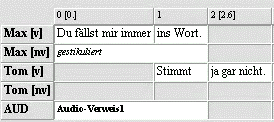 0 [0.] 1 2 [2.6]
Max [v] Du fällst mir immer ins Wort.
Max [nv] gestikuliert
Tom [v] Stimmt ja gar nicht.
Tom [nv]
AUD Audio-Verweis1